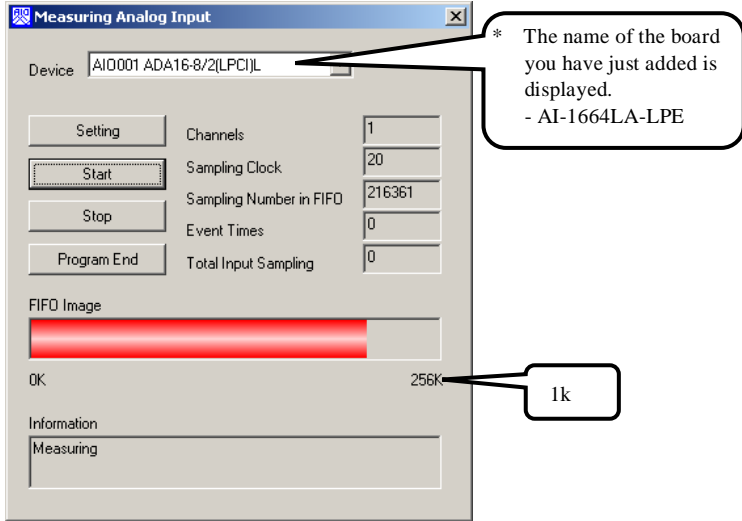 Measuring Analog Input
Device AIO001 ADA16-8/2(LPCI)L
* The name of the board
you have just added is
displayed.
- AI-1664LA-LPE
Setting
Start
Stop
Program End
Channels 1
Sampling Clock 20
Sampling Number in FIFO 216361
Event Times 0
Total Input Sampling 0
FIFO Image
0K 256K
1k
Information
Measuring